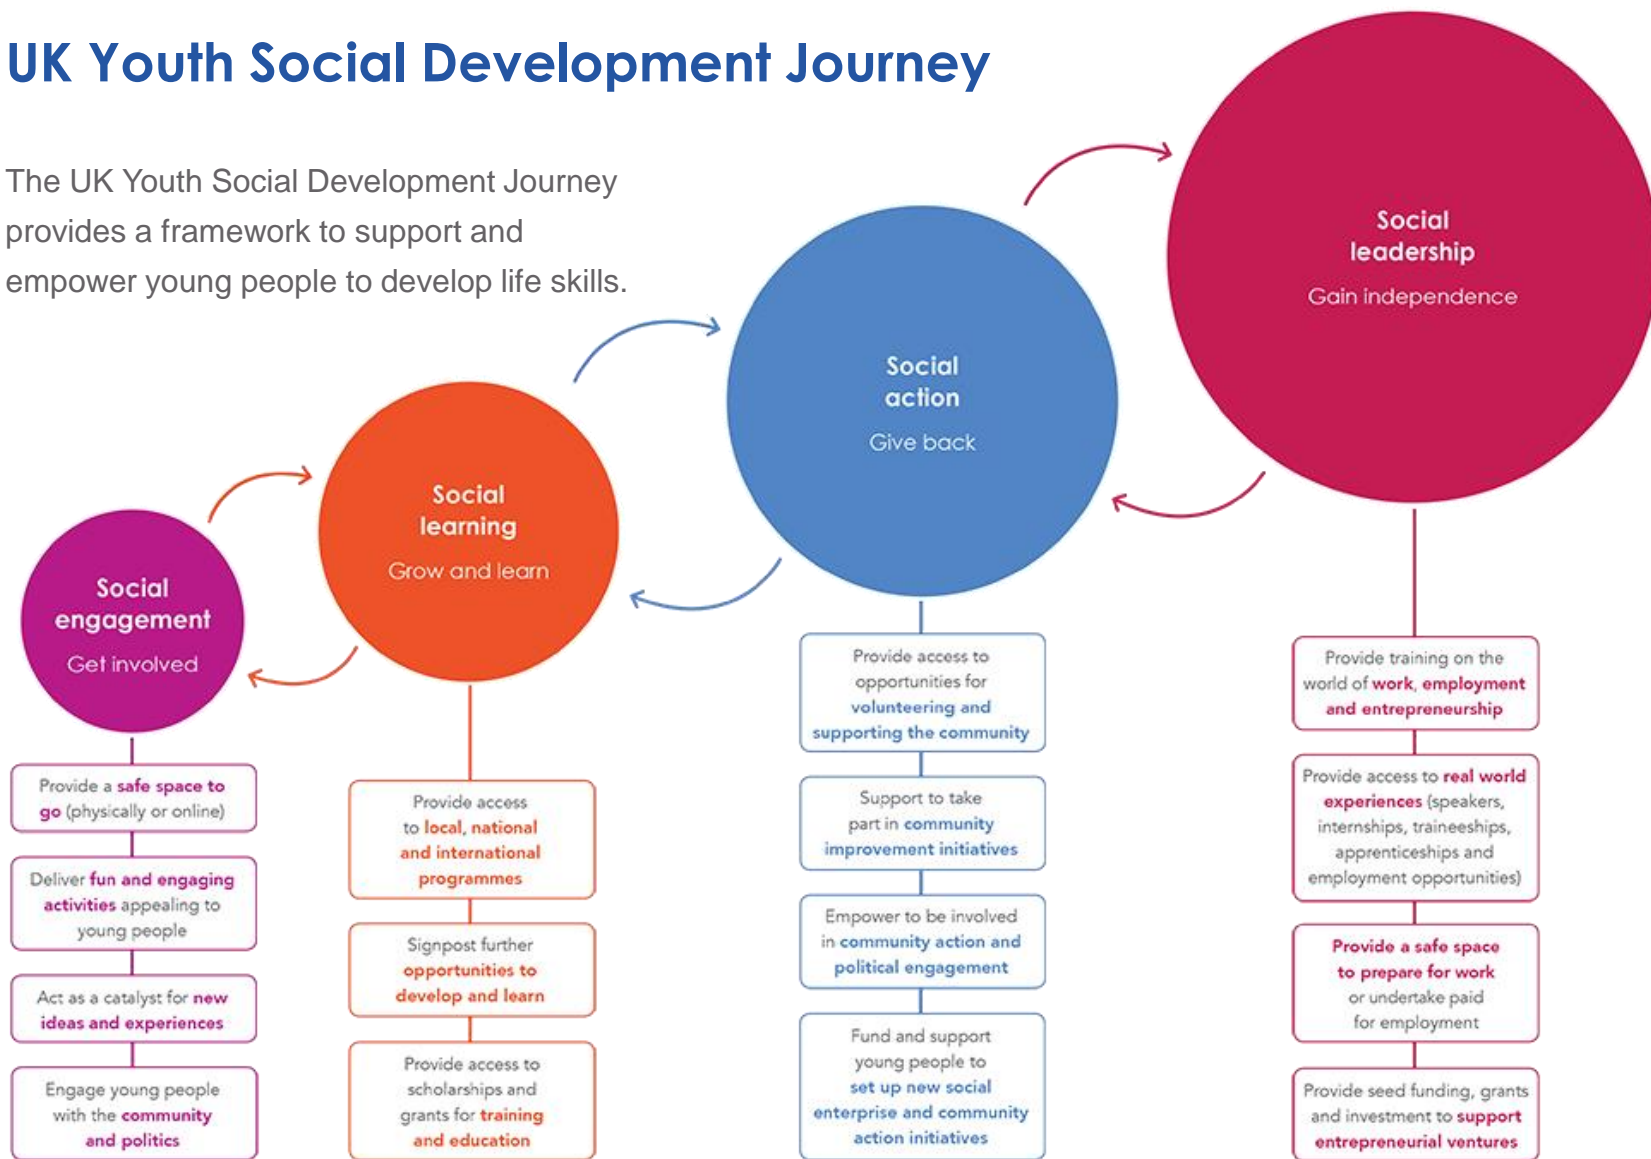 UK Youth Social Development Journey
The UK Youth Social Development Journey
provides a framework to support and
empower young people to develop life skills.
Social
engagement
Get involved
Provide a safe space to
go (physically or online)
Deliver fun and engaging
activities appealing to
young people
Act as a catalyst for new
ideas and experiences
Engage young people
with the community
and politics
Social
learning
Grow and learn
Provide access
to local, national
and international
programmes
Signpost further
opportunities to
develop and learn
Provide access to
scholarships and
grants for training
and education
Social
action
Give back
Provide access to
opportunities for
volunteering and
supporting the community
Support to take
part in community
improvement initiatives
Empower to be involved
in community action and
political engagement
Fund and support
young people to
set up new social
enterprise and community
action initiatives
Social
leadership
Gain independence
Provide training on the
world of work, employment
and entrepreneurship
Provide access to real world
experiences (speakers,
internships, traineeships,
apprenticeships and
employment opportunities)
Provide a safe space
to prepare for work
or undertake paid
for employment
Provide seed funding, grants
and investment to support
entrepreneurial ventures